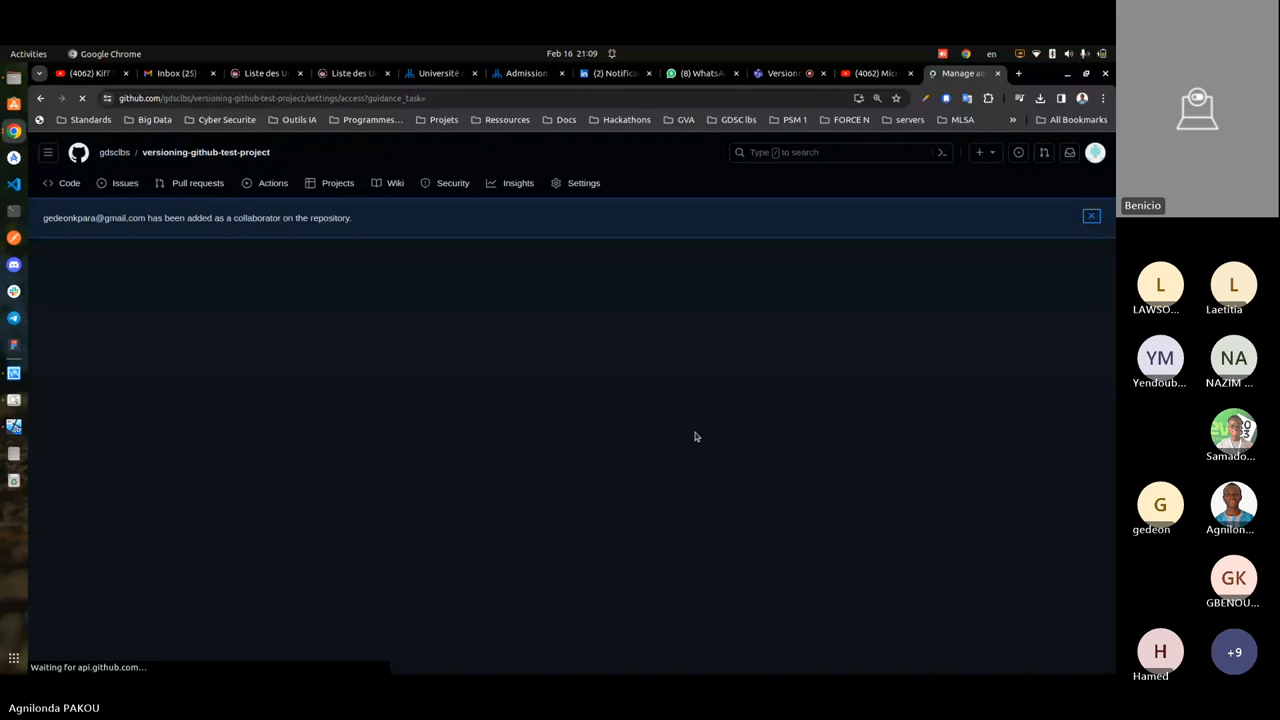 Activities
Google Chrome
Feb 16 21:09
en
(4062) Kiff
Inbox (25)
Liste des U
Liste des U
Université
Admission
(2) Notifica
(8) WhatsA
Version
(4062) Mic
Manage ac
github.com/gdsclbs/versioning-github-test-project/settings/access?guidance_task=
Standards
Big Data
Cyber Securite
Outils IA
Programmes...
Projets
Ressources
Docs
Hackathons
GVA
GDSC lbs
PSM 1
FORCE N
servers
MLSA
»
All Bookmarks
gdsclbs / versioning-github-test-project
Type / to search
Code
Issues
Pull requests
Actions
Projects
Wiki
Security
Insights
Settings
gedeonkpara@gmail.com has been added as a collaborator on the repository.
Waiting for api.github.com...
Agnilonda PAKOU
Benicio
L
LAWSO...
L
Laetitia
YM
Yendoub...
NA
NAZIM ...
Samado...
G
gedeon
Agnilon...
GK
GBENOU...
H
Hamed
+9